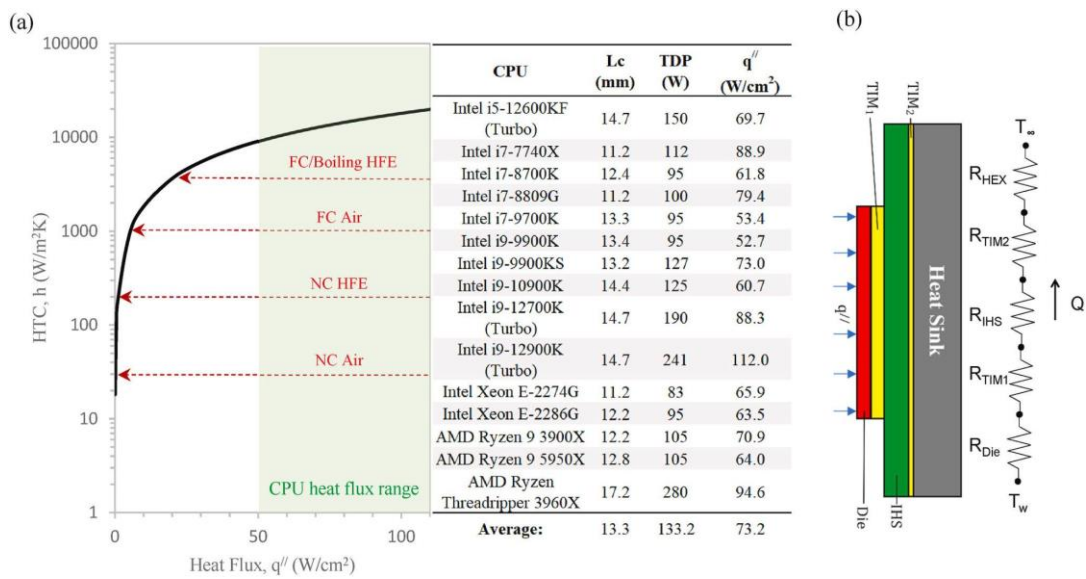 (a)
100000
10000
1000
100
10
1
HTC, h (W/m²K)
FC/Boiling HFE
FC Air
NC HFE
NC Air
CPU heat flux range
0
50
100
Heat Flux, q// (W/cm²)
CPU Lc (mm) TDP (W) q// (W/cm²)
Intel i5-12600KF (Turbo) 14.7 150 69.7
Intel i7-7740X 11.2 112 88.9
Intel i7-8700K 12.4 95 61.8
Intel i7-8809G 11.2 100 79.4
Intel i7-9700K 13.3 95 53.4
Intel i9-9900K 13.4 95 52.7
Intel i9-9900KS 13.2 127 73.0
Intel i9-10900K 14.4 125 60.7
Intel i9-12700K (Turbo) 14.7 190 88.3
Intel i9-12900K (Turbo) 14.7 241 112.0
Intel Xeon E-2274G 11.2 83 65.9
Intel Xeon E-2286G 12.2 95 63.5
AMD Ryzen 9 3900X 12.2 105 70.9
AMD Ryzen 9 5950X 12.8 105 64.0
AMD Ryzen Threadripper 3960X 17.2 280 94.6
Average: 13.3 133.2 73.2
(b)
TIM1
TIM2
q//
Die
IHS
Heat Sink
T∞
RHEX
RTIM2
RIHS
RTIM1
RDie
Tw
Q